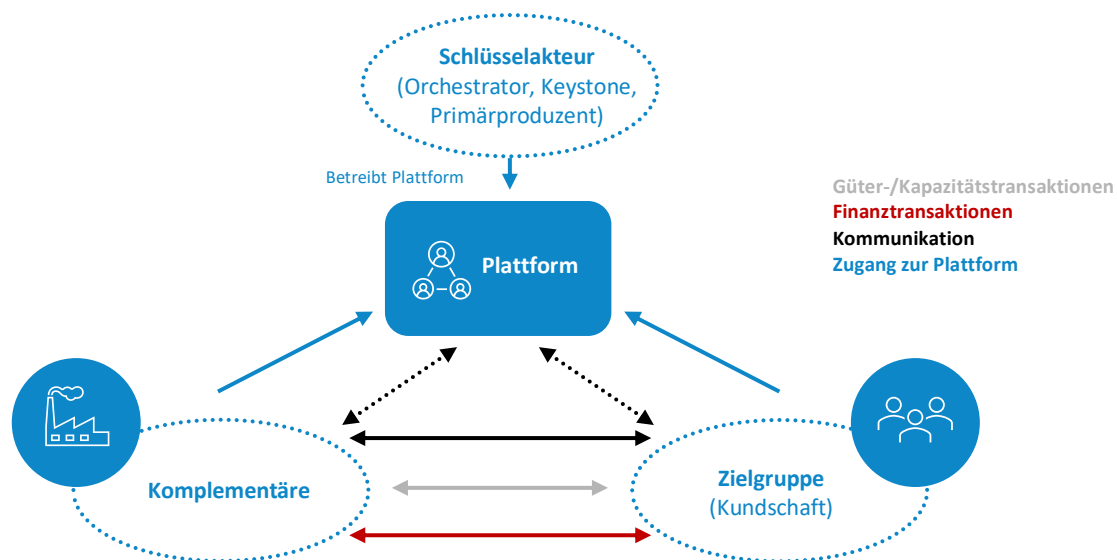 Schlüsselakteur
(Orchestrator, Keystone,
Primärproduzent)
Betreibt Plattform
Güter-/Kapazitätstransaktionen
Finanztransaktionen
Kommunikation
Zugang zur Plattform
Plattform
Komplementäre
Zielgruppe
(Kundschaft)